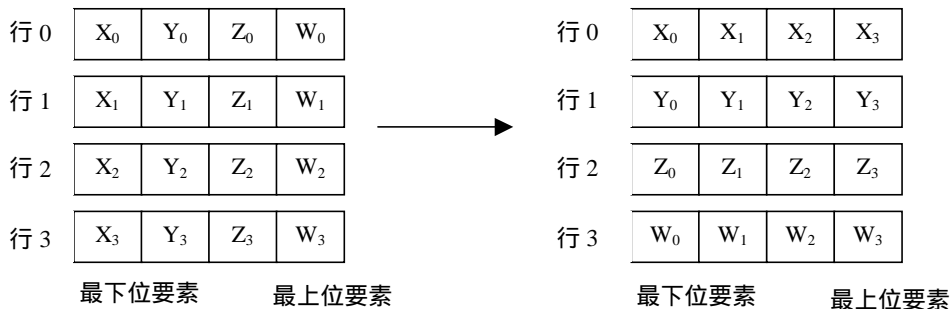 行 0 X₀ Y₀ Z₀ W₀ 行 0 X₀ X₁ X₂ X₃
行 1 X₁ Y₁ Z₁ W₁ 行 1 Y₀ Y₁ Y₂ Y₃
行 2 X₂ Y₂ Z₂ W₂ 行 2 Z₀ Z₁ Z₂ Z₃
行 3 X₃ Y₃ Z₃ W₃ 行 3 W₀ W₁ W₂ W₃
最下位要素 最上位要素 最下位要素 最上位要素